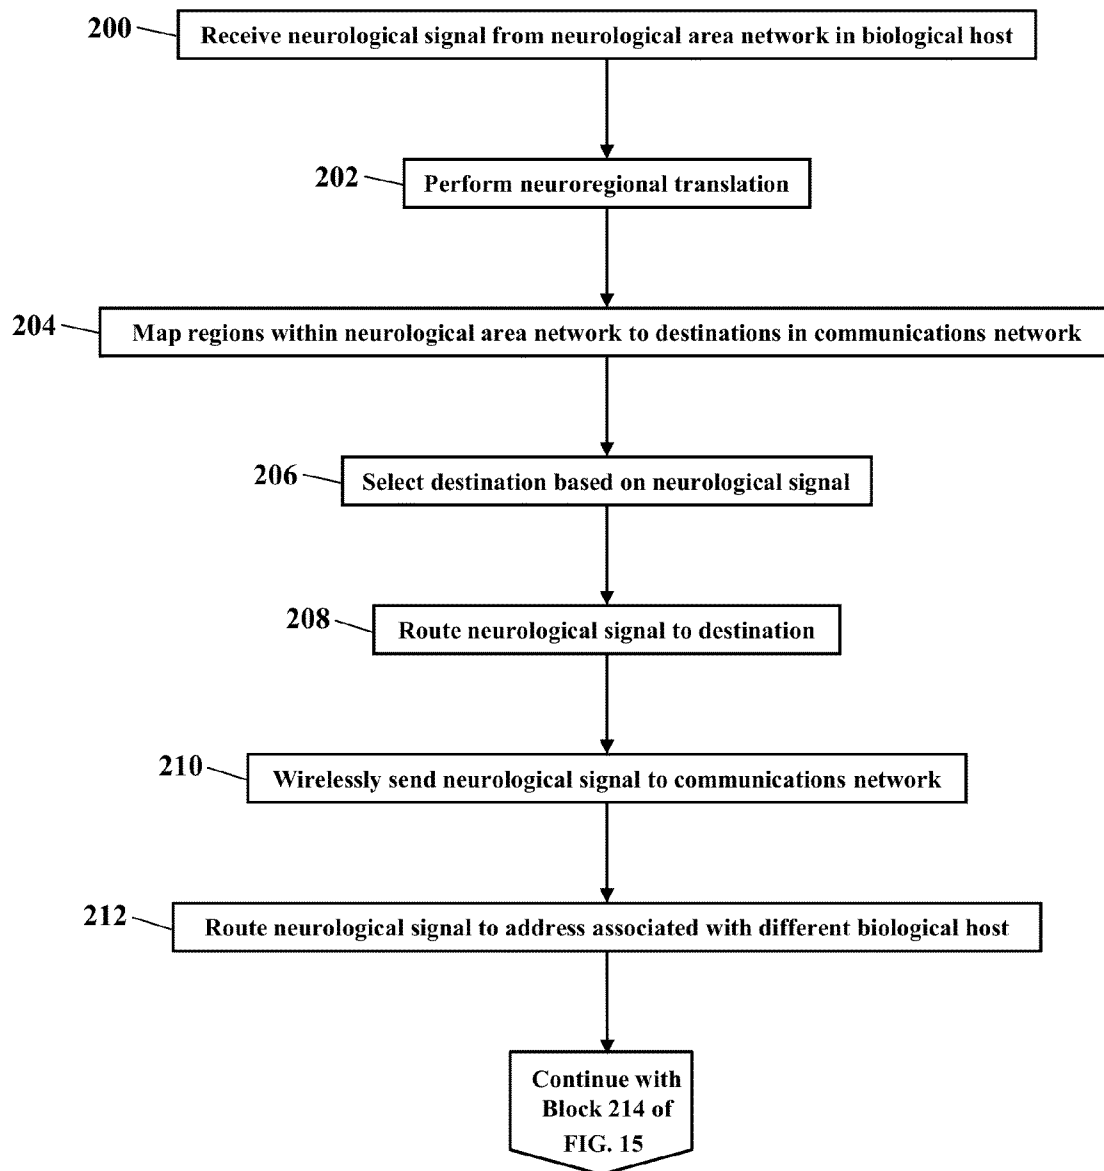 200 Receive neurological signal from neurological area network in biological host
202 Perform neuroregional translation
204 Map regions within neurological area network to destinations in communications network
206 Select destination based on neurological signal
208 Route neurological signal to destination
210 Wirelessly send neurological signal to communications network
212 Route neurological signal to address associated with different biological host
Continue with
Block 214 of
FIG. 15